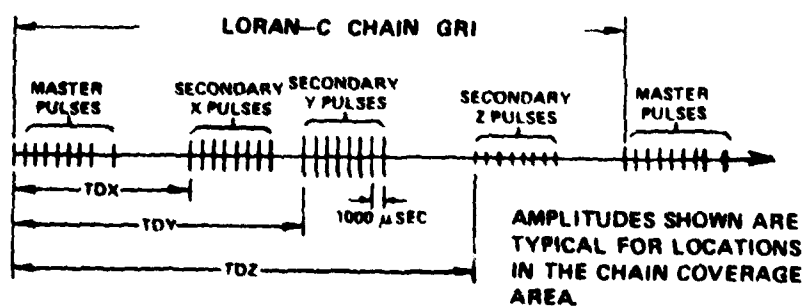 LORAN-C CHAIN GRI
MASTER
PULSES
SECONDARY
X PULSES
SECONDARY
Y PULSES
SECONDARY
Z PULSES
MASTER
PULSES
TDX
TDY
1000 μSEC
TDZ
AMPLITUDES SHOWN ARE
TYPICAL FOR LOCATIONS
IN THE CHAIN COVERAGE
AREA